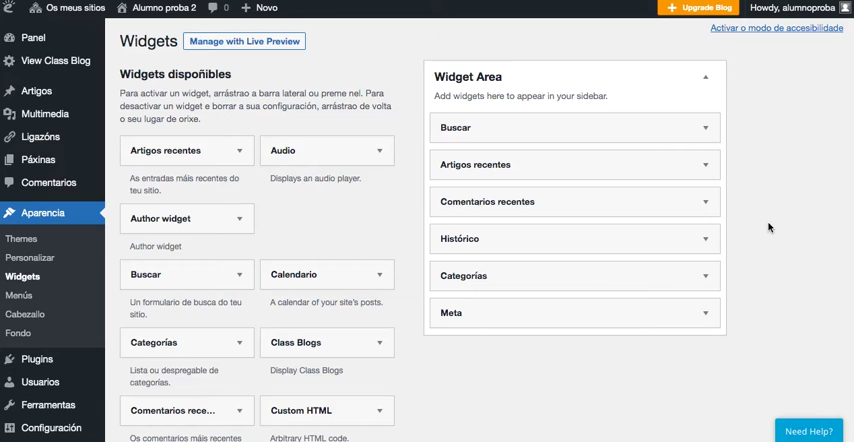 Os meus sitios
Alumno proba 2
0
Novo
Upgrade Blog
Howdy, alumnoproba
Activar o modo de accesibilidade
Panel
View Class Blog
Artigos
Multimedia
Ligazóns
Páxinas
Comentarios
Aparencia
Themes
Personalizar
Widgets
Menús
Cabezallo
Fondo
Plugins
Usuarios
Ferramentas
Configuración
Widgets
Manage with Live Preview
Widgets dispoñibles
Para activar un widget, arrástrao a barra lateral ou preme nel. Para
desactivar un widget e borrar a sua configuración, arrástrao de volta
o seu lugar de orixe.
Artigos recentes
As entradas máis recentes do
teu sitio.
Audio
Displays an audio player.
Author widget
Author widget
Buscar
Un formulario de busca do teu
sitio.
Calendario
A calendar of your site's posts.
Categorías
Lista ou despregable de
categorías.
Class Blogs
Display Class Blogs
Comentarios rece...
Os comentarios máis recentes
Custom HTML
Arbitrary HTML code.
Widget Area
Add widgets here to appear in your sidebar.
Buscar
Artigos recentes
Comentarios recentes
Histórico
Categorías
Meta
Need Help?